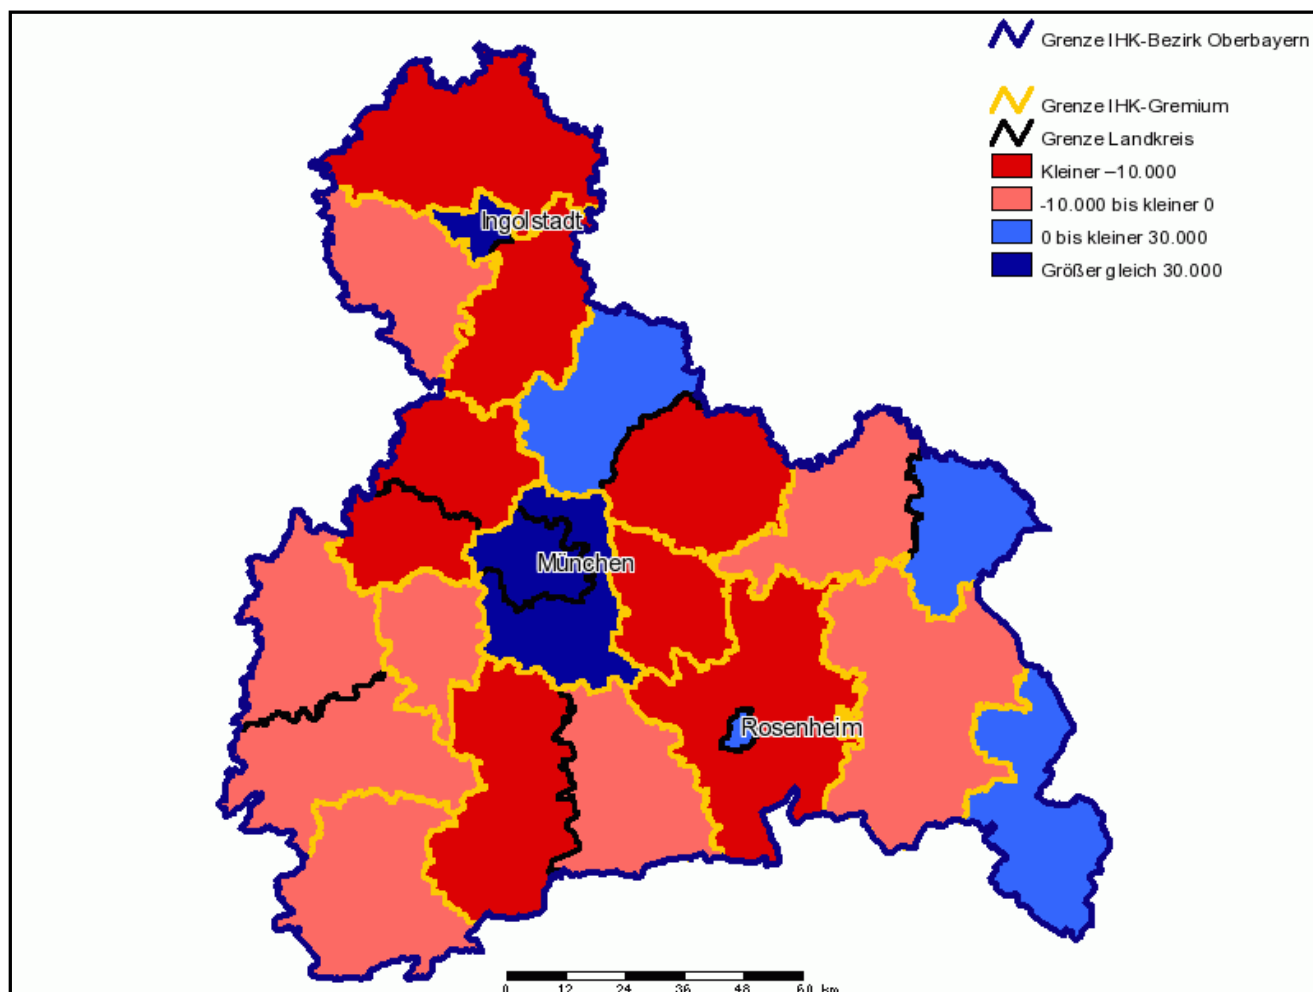 Grenze IHK-Bezirk Oberbayern
Grenze IHK-Gremium
Grenze Landkreis
Kleiner –10.000
-10.000 bis kleiner 0
0 bis kleiner 30.000
Größer gleich 30.000
Ingolstadt
München
Rosenheim
0 12 24 36 48 60 km